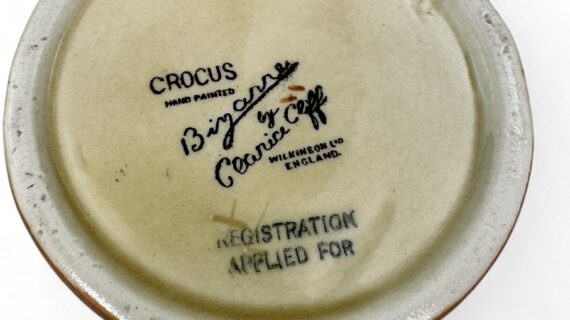 CROCUS
HAND PAINTED
Bizarre
by
Clarice Cliff
WILKINSON LTD
ENGLAND.
REGISTRATION
APPLIED FOR